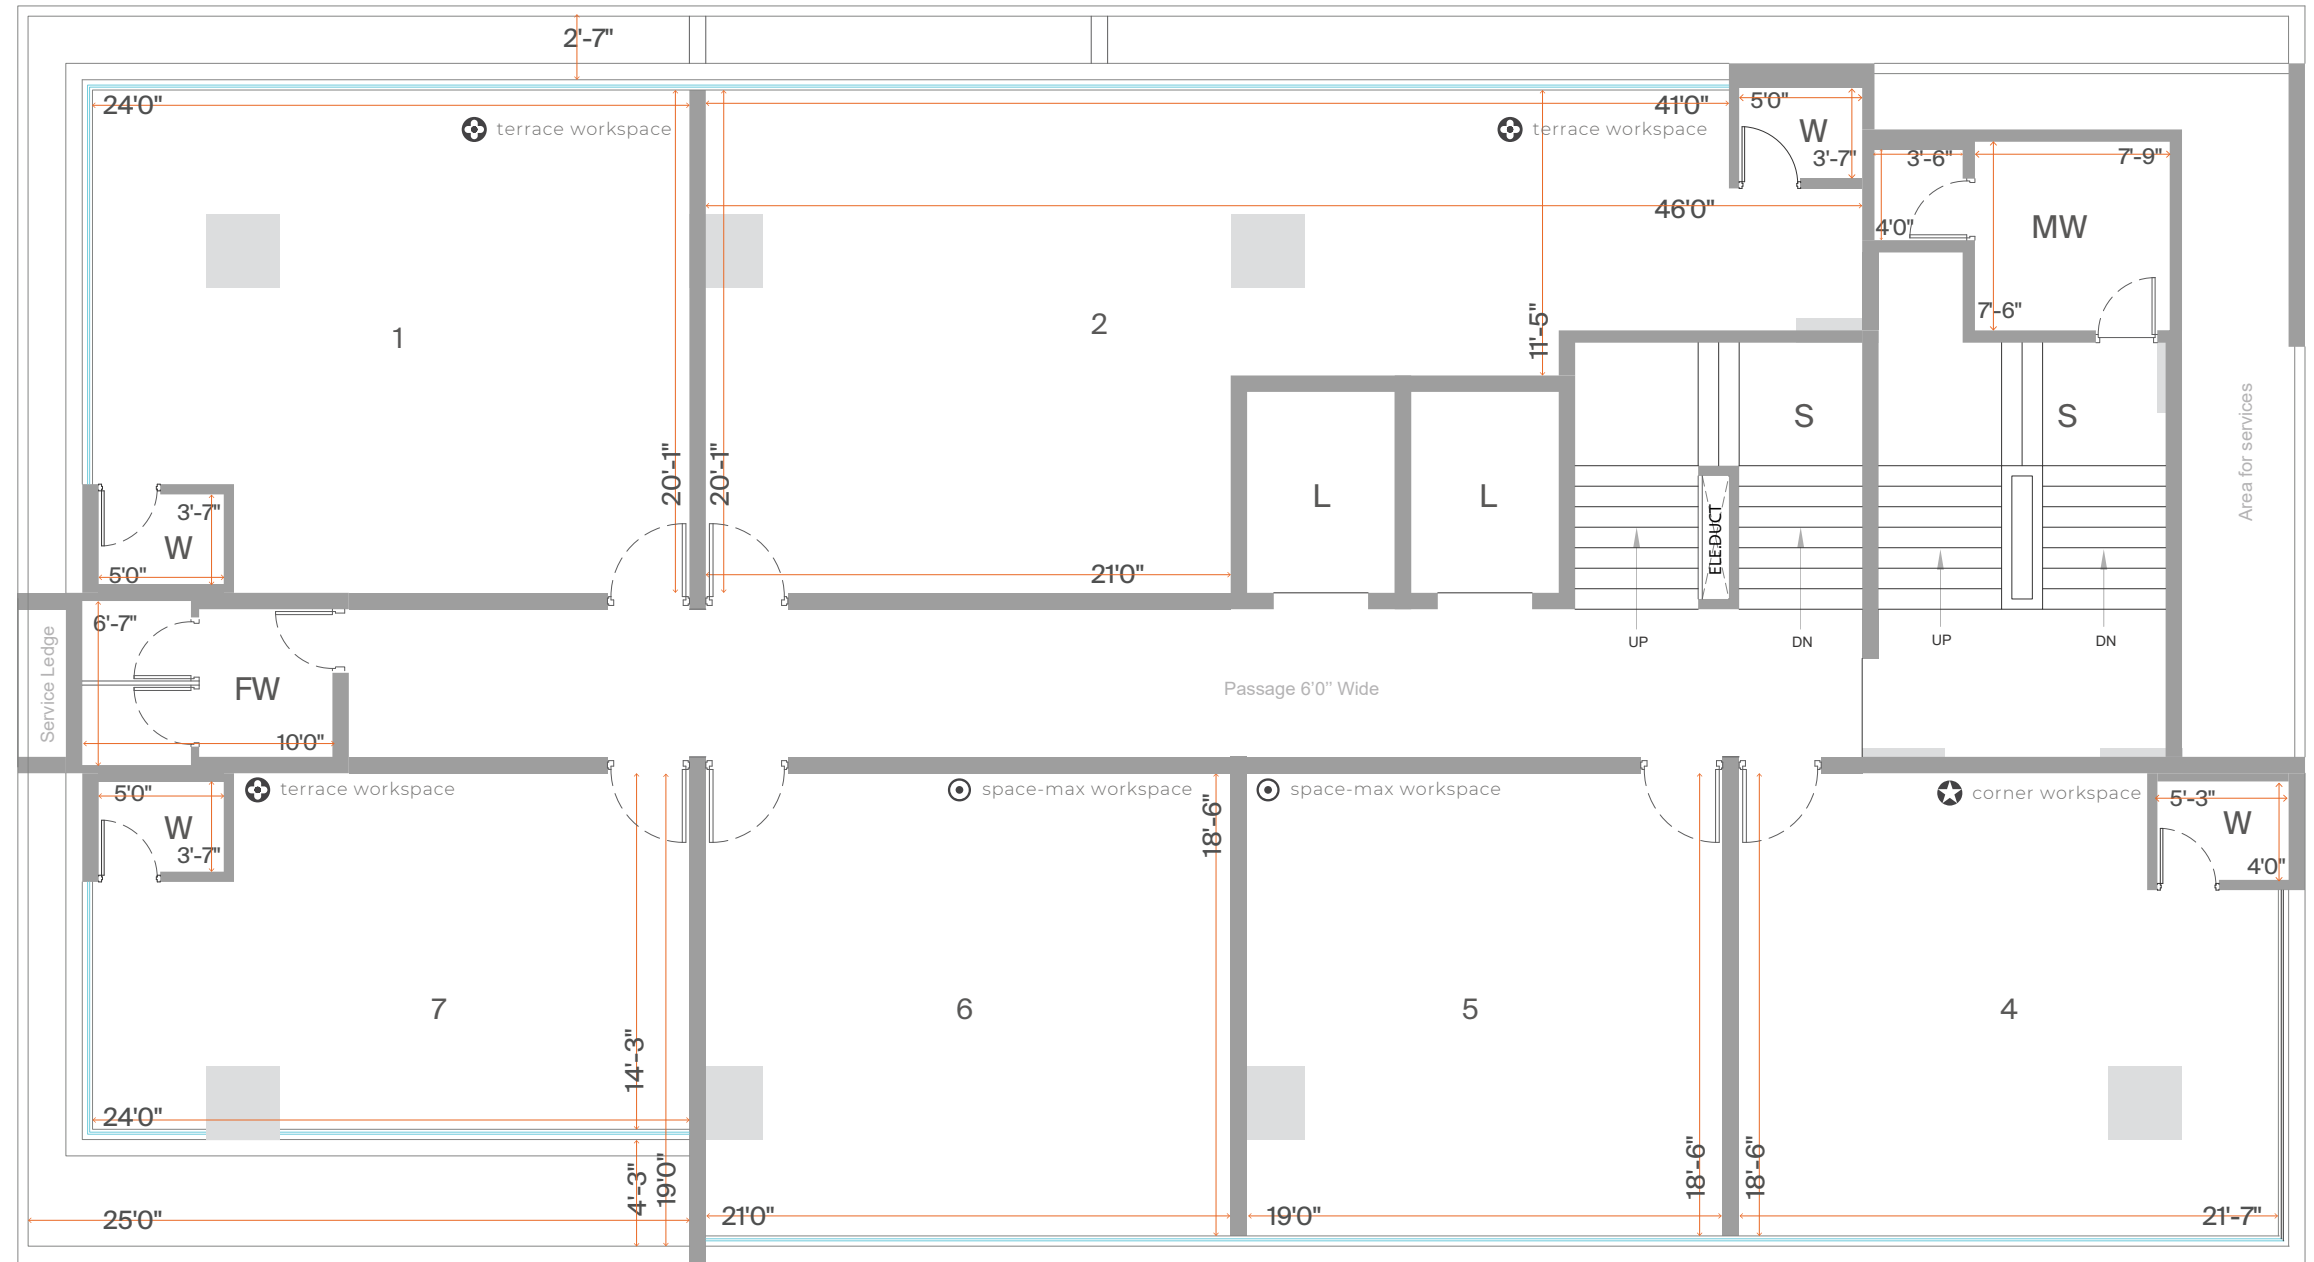 2'-7"
24'0"
terrace workspace
41'0"
terrace workspace
5'0"
W
3'-7"
3'-6"
7'-9"
46'0"
4'0"
MW
7'-6"
1
2
11'-5"
S
S
Area for services
20'-1"
20'-1"
L
L
ELE.DUCT
3'-7"
W
5'0"
21'0"
6'-7"
Service Ledge
FW
10'0"
UP
DN
UP
DN
Passage 6'0" Wide
5'0"
W
3'-7"
terrace workspace
space-max workspace
18'-6"
space-max workspace
corner workspace
5'-3"
W
4'0"
7
6
5
4
14'-3"
24'0"
4'-3"
19'0"
18'-6"
18'-6"
25'0"
21'0"
19'0"
21'-7"